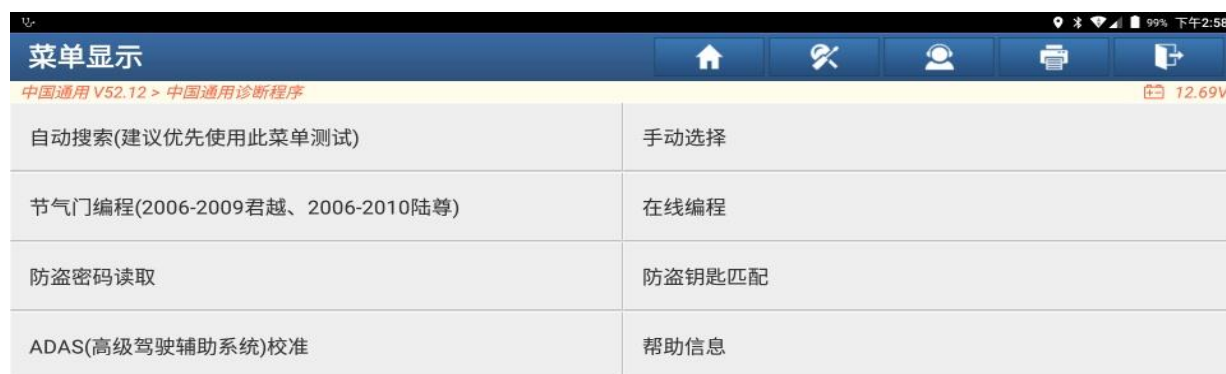 99% 下午2:58
菜单显示
中国通用 V52.12 > 中国通用诊断程序 12.69V
自动搜索(建议优先使用此菜单测试) 手动选择
节气门编程(2006-2009君越、2006-2010陆尊) 在线编程
防盗密码读取 防盗钥匙匹配
ADAS(高级驾驶辅助系统)校准 帮助信息